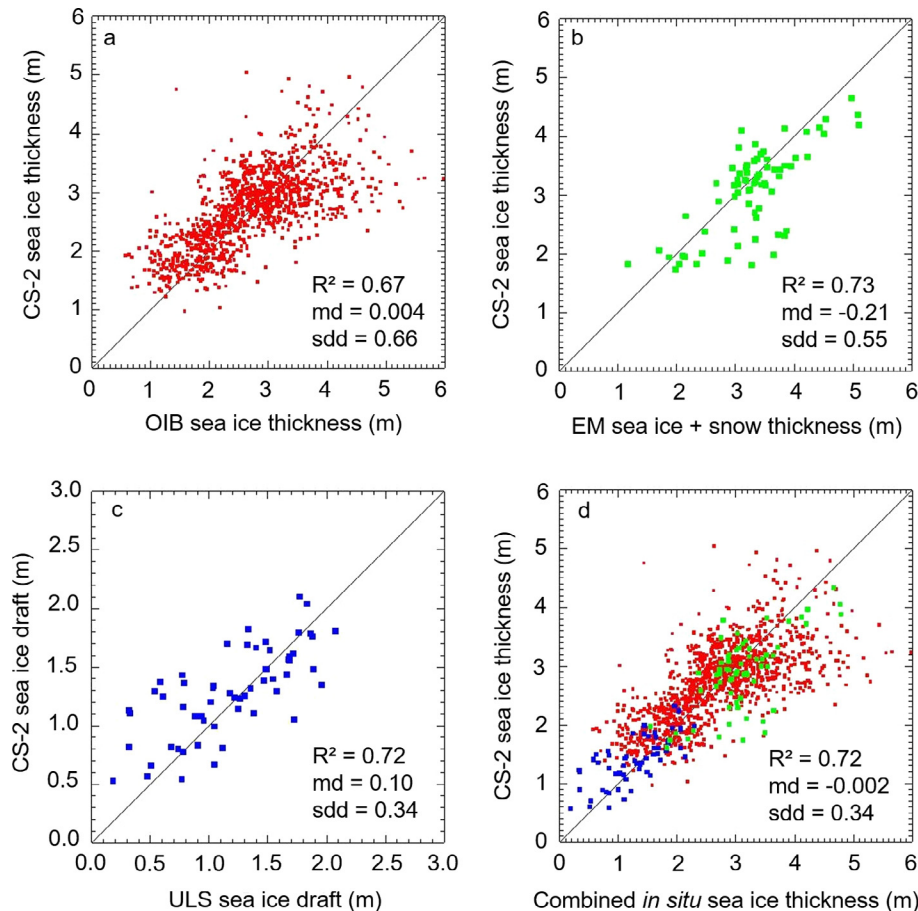 a
CS-2 sea ice thickness (m)
6
5
4
3
2
1
0
0 1 2 3 4 5 6
R² = 0.67
md = 0.004
sdd = 0.66
OIB sea ice thickness (m)
b
CS-2 sea ice thickness (m)
6
5
4
3
2
1
0
0 1 2 3 4 5 6
R² = 0.73
md = -0.21
sdd = 0.55
EM sea ice + snow thickness (m)
c
CS-2 sea ice draft (m)
3.0
2.5
2.0
1.5
1.0
0.5
0.0
0.0 0.5 1.0 1.5 2.0 2.5 3.0
R² = 0.72
md = 0.10
sdd = 0.34
ULS sea ice draft (m)
d
CS-2 sea ice thickness (m)
6
5
4
3
2
1
0
0 1 2 3 4 5 6
R² = 0.72
md = -0.002
sdd = 0.34
Combined in situ sea ice thickness (m)